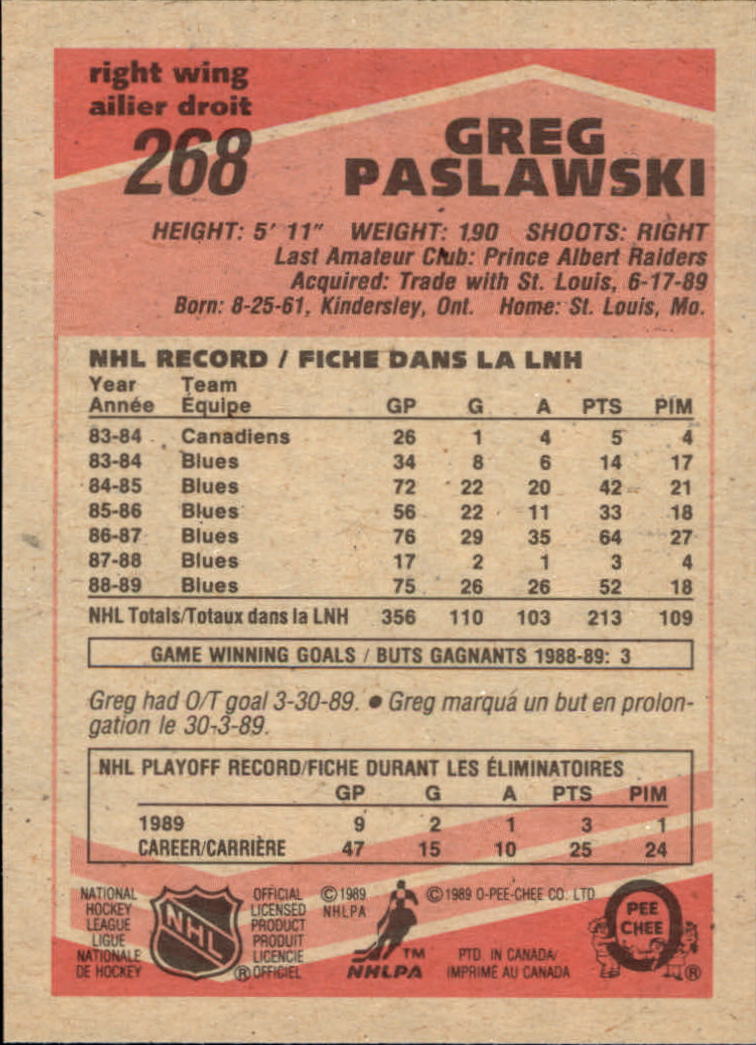 right wing
ailier droit
268
GREG
PASLAWSKI
HEIGHT: 5' 11" WEIGHT: 190 SHOOTS: RIGHT
Last Amateur Club: Prince Albert Raiders
Acquired: Trade with St. Louis, 6-17-89
Born: 8-25-61, Kindersley, Ont. Home: St. Louis, Mo.
NHL RECORD / FICHE DANS LA LNH
Year Team
Année Équipe GP G A PTS PIM
83-84 Canadiens 26 1 4 5 4
83-84 Blues 34 8 6 14 17
84-85 Blues 72 22 20 42 21
85-86 Blues 56 22 11 33 18
86-87 Blues 76 29 35 64 27
87-88 Blues 17 2 1 3 4
88-89 Blues 75 26 26 52 18
NHL Totals/Totaux dans la LNH 356 110 103 213 109
GAME WINNING GOALS / BUTS GAGNANTS 1988-89: 3
Greg had O/T goal 3-30-89. ● Greg marquá un but en prolon-
gation le 30-3-89.
NHL PLAYOFF RECORD/FICHE DURANT LES ÉLIMINATOIRES
GP G A PTS PIM
1989 9 2 1 3 1
CAREER/CARRIÈRE 47 15 10 25 24
NATIONAL
HOCKEY
LEAGUE
LIGUE
NATIONALE
DE HOCKEY
NHL
®
OFFICIAL
LICENSED
PRODUCT
PRODUIT
LICENCIE
OFFICIEL
© 1989
NHLPA
TM
NHLPA
© 1989 O-PEE-CHEE CO. LTD
PTD IN CANADA/
IMPRIMÉ AU CANADA
PEE
CHEE
®